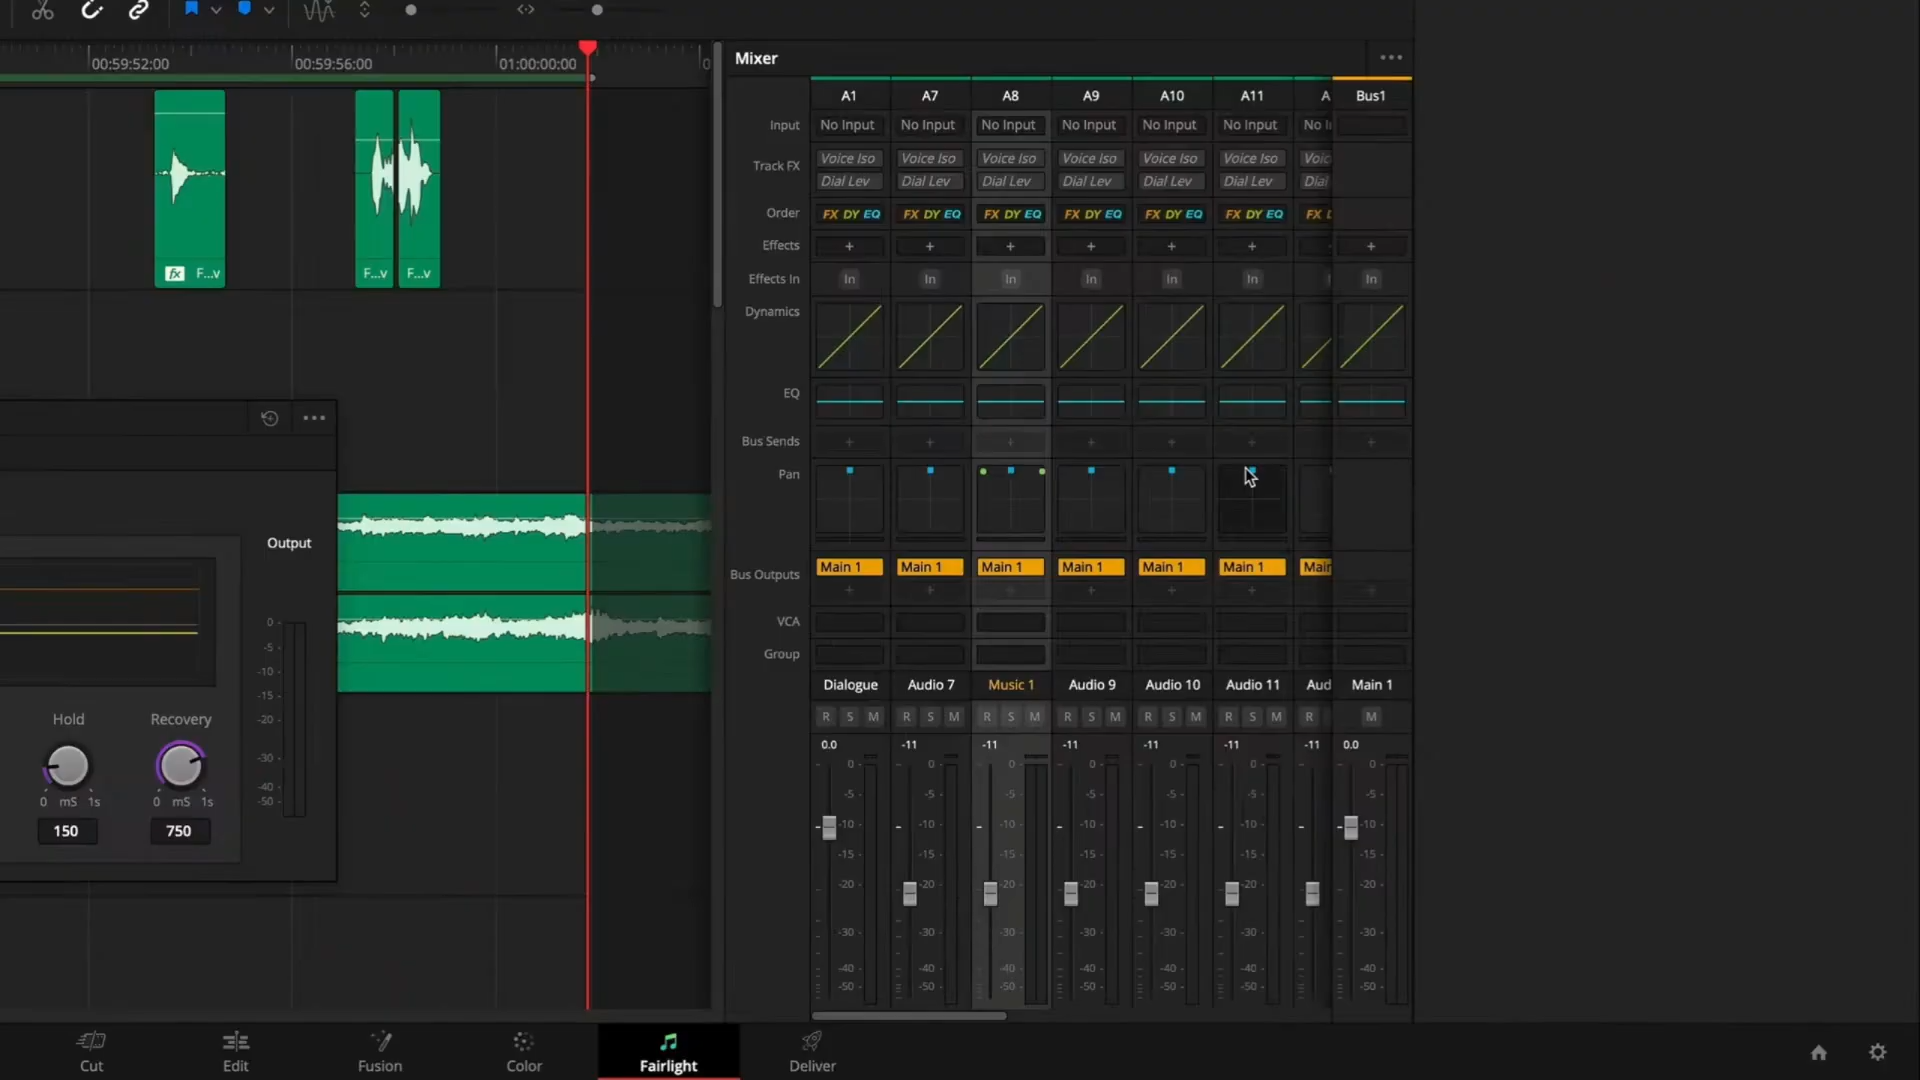 00:59:52:00 00:59:56:00 01:00:00:00 0
Mixer
A1 A7 A8 A9 A10 A11 A Bus1
Input No Input No Input No Input No Input No Input No Input No I
Track FX Voice Iso Voice Iso Voice Iso Voice Iso Voice Iso Voice Iso Voic
Dial Lev Dial Lev Dial Lev Dial Lev Dial Lev Dial Lev Dial
Order FX DY EQ FX DY EQ FX DY EQ FX DY EQ FX DY EQ FX DY EQ FX D
Effects + + + + + + +
Effects In In In In In In In In
fx F...v F...v F...v
Dynamics
EQ
Bus Sends + + + + + + +
Pan
Bus Outputs Main 1 Main 1 Main 1 Main 1 Main 1 Main 1 Main
+ + + + + + +
VCA
Group
Dialogue Audio 7 Music 1 Audio 9 Audio 10 Audio 11 Aud Main 1
R S M R S M R S M R S M R S M R S M R M
0.0 -11 -11 -11 -11 -11 -11 0.0
0 0 0 0 0 0 0
-5 -5 -5 -5 -5 -5 -5
-10 -10 -10 -10 -10 -10 -10
-15 -15 -15 -15 -15 -15 -15
-20 -20 -20 -20 -20 -20 -20
-30 -30 -30 -30 -30 -30 -30
-40 -40 -40 -40 -40 -40 -40
-50 -50 -50 -50 -50 -50 -50
Output
0
-5
-10
-15
-20
-30
-40
-50
Hold Recovery
0 mS 1s 0 mS 1s
150 750
Cut Edit Fusion Color Fairlight Deliver